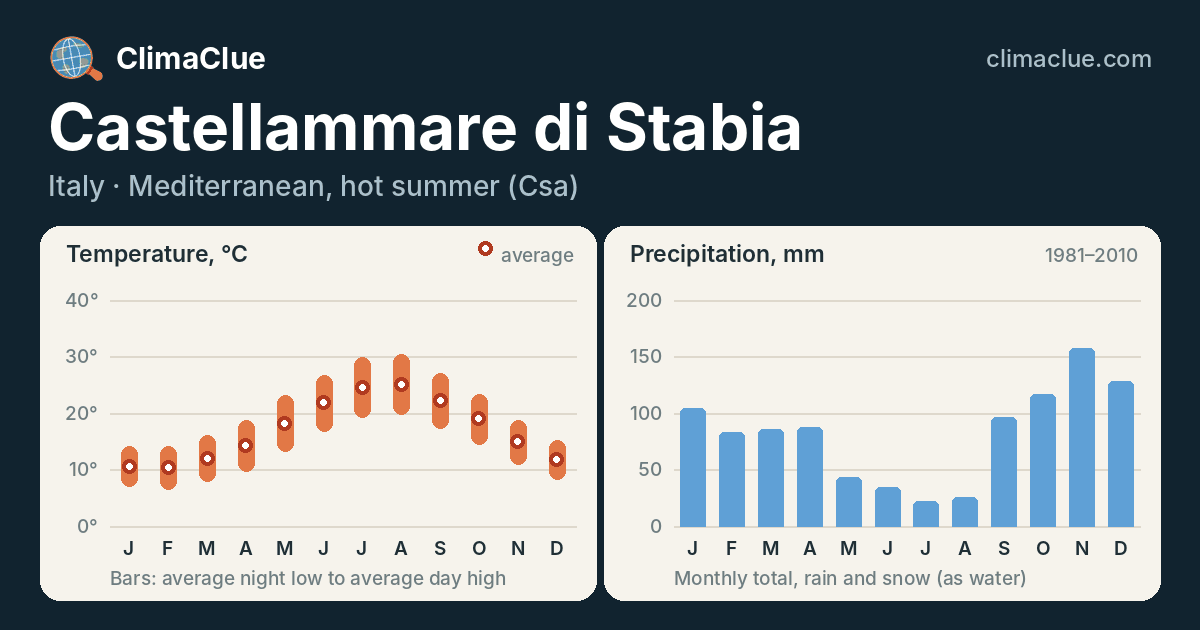 ClimaClue
climaclue.com
Castellammare di Stabia
Italy · Mediterranean, hot summer (Csa)
Temperature, °C
average
40°
30°
20°
10°
0°
J F M A M J J A S O N D
Bars: average night low to average day high
Precipitation, mm
1981–2010
200
150
100
50
0
J F M A M J J A S O N D
Monthly total, rain and snow (as water)